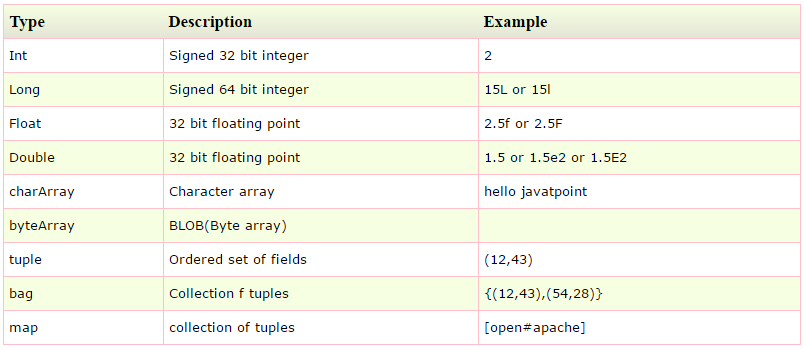 Type Description Example
Int Signed 32 bit integer 2
Long Signed 64 bit integer 15L or 15l
Float 32 bit floating point 2.5f or 2.5F
Double 32 bit floating point 1.5 or 1.5e2 or 1.5E2
charArray Character array hello javatpoint
byteArray BLOB(Byte array)
tuple Ordered set of fields (12,43)
bag Collection f tuples {(12,43),(54,28)}
map collection of tuples [open#apache]